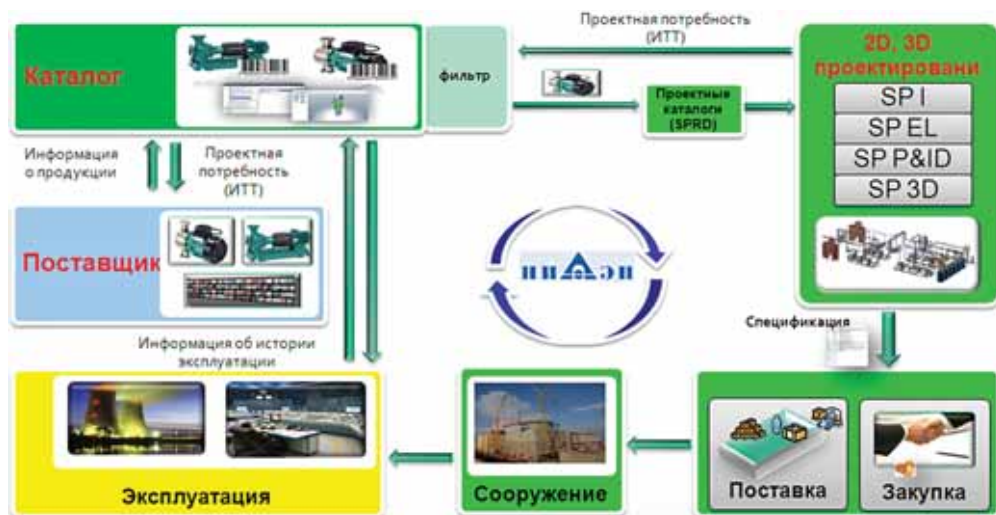 Каталог
фильтр
Проектная потребность
(ИТТ)
Проектные
каталоги
(SPRD)
2D, 3D
проектировани
SP I
SP EL
SP P&ID
SP 3D
Информация
о продукции
Проектная
потребность
(ИТТ)
Поставщик
ниаэп
Спецификация
Информация об истории
эксплуатации
Эксплуатация
Сооружение
Поставка
Закупка